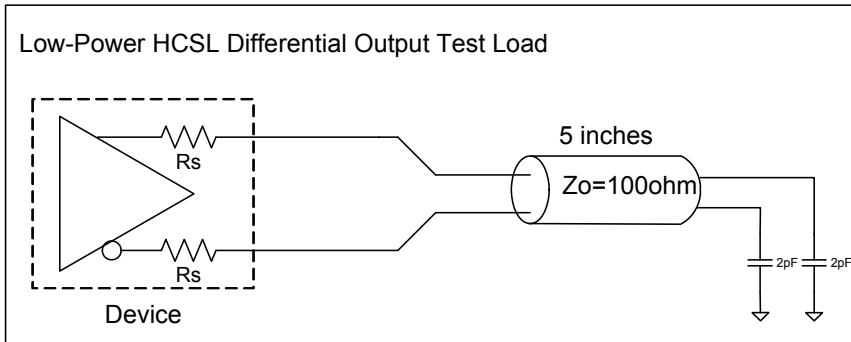 Low-Power HCSL Differential Output Test Load
Rs
Rs
Device
5 inches
Zo=100ohm
2pF
2pF